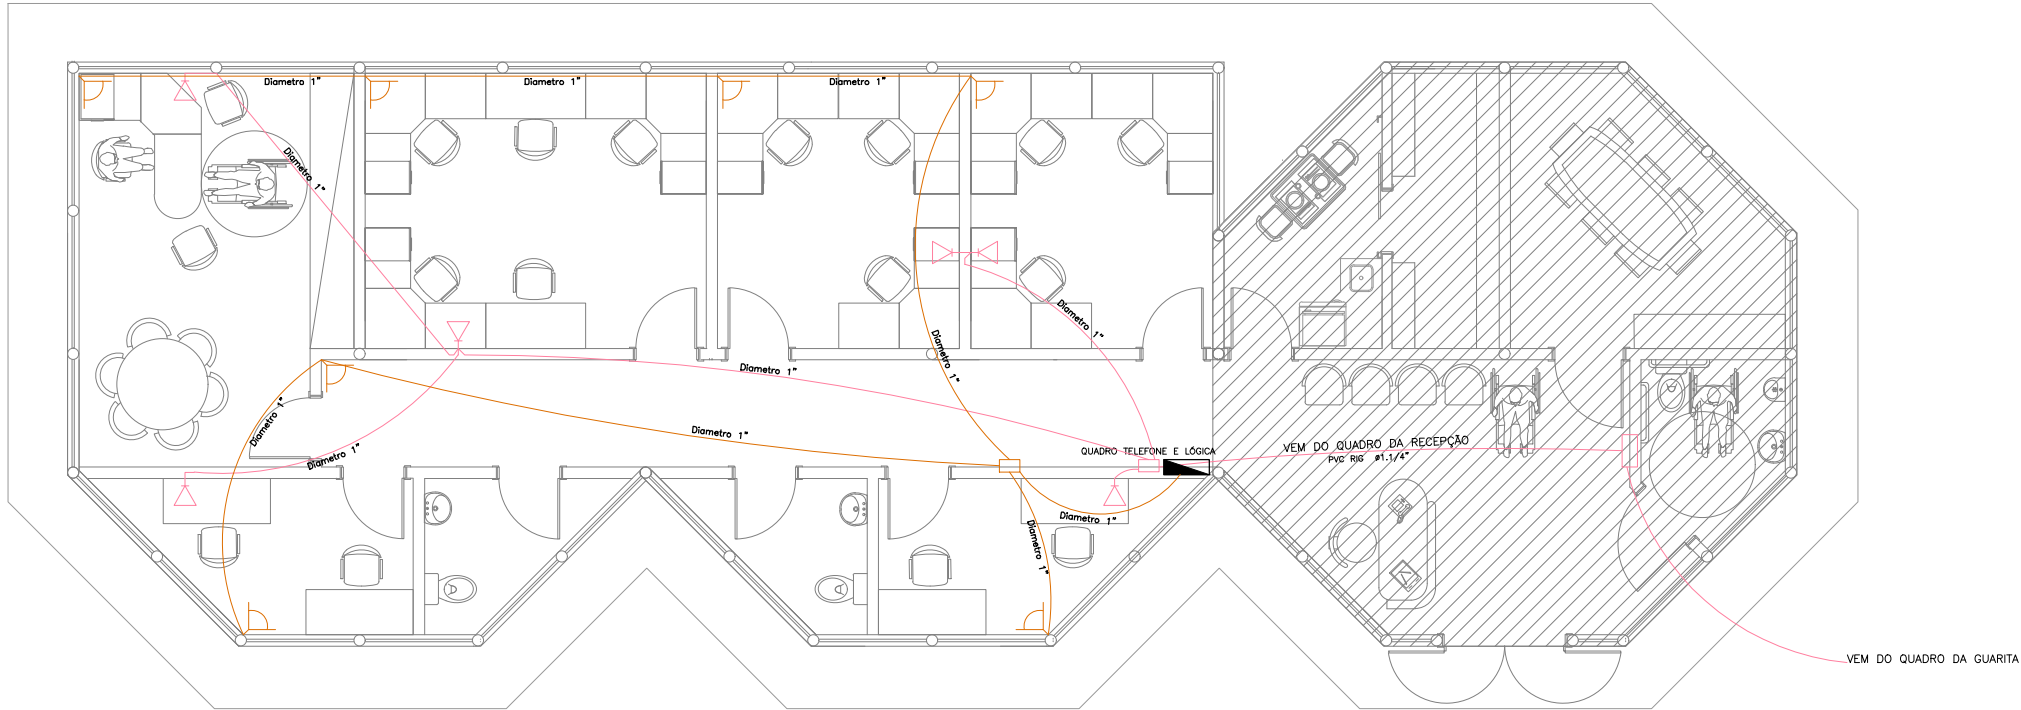 Diametro 1"
Diametro 1"
Diametro 1"
Diametro 1"
Diametro 1"
Diametro 1"
Diametro 1"
Diametro 1"
Diametro 1"
Diametro 1"
QUADRO TELEFONE E LÓGICA
VEM DO QUADRO DA RECEPÇÃO
PVC RIG ø1.1/4"
Diametro 1"
Diametro 1"
VEM DO QUADRO DA GUARITA